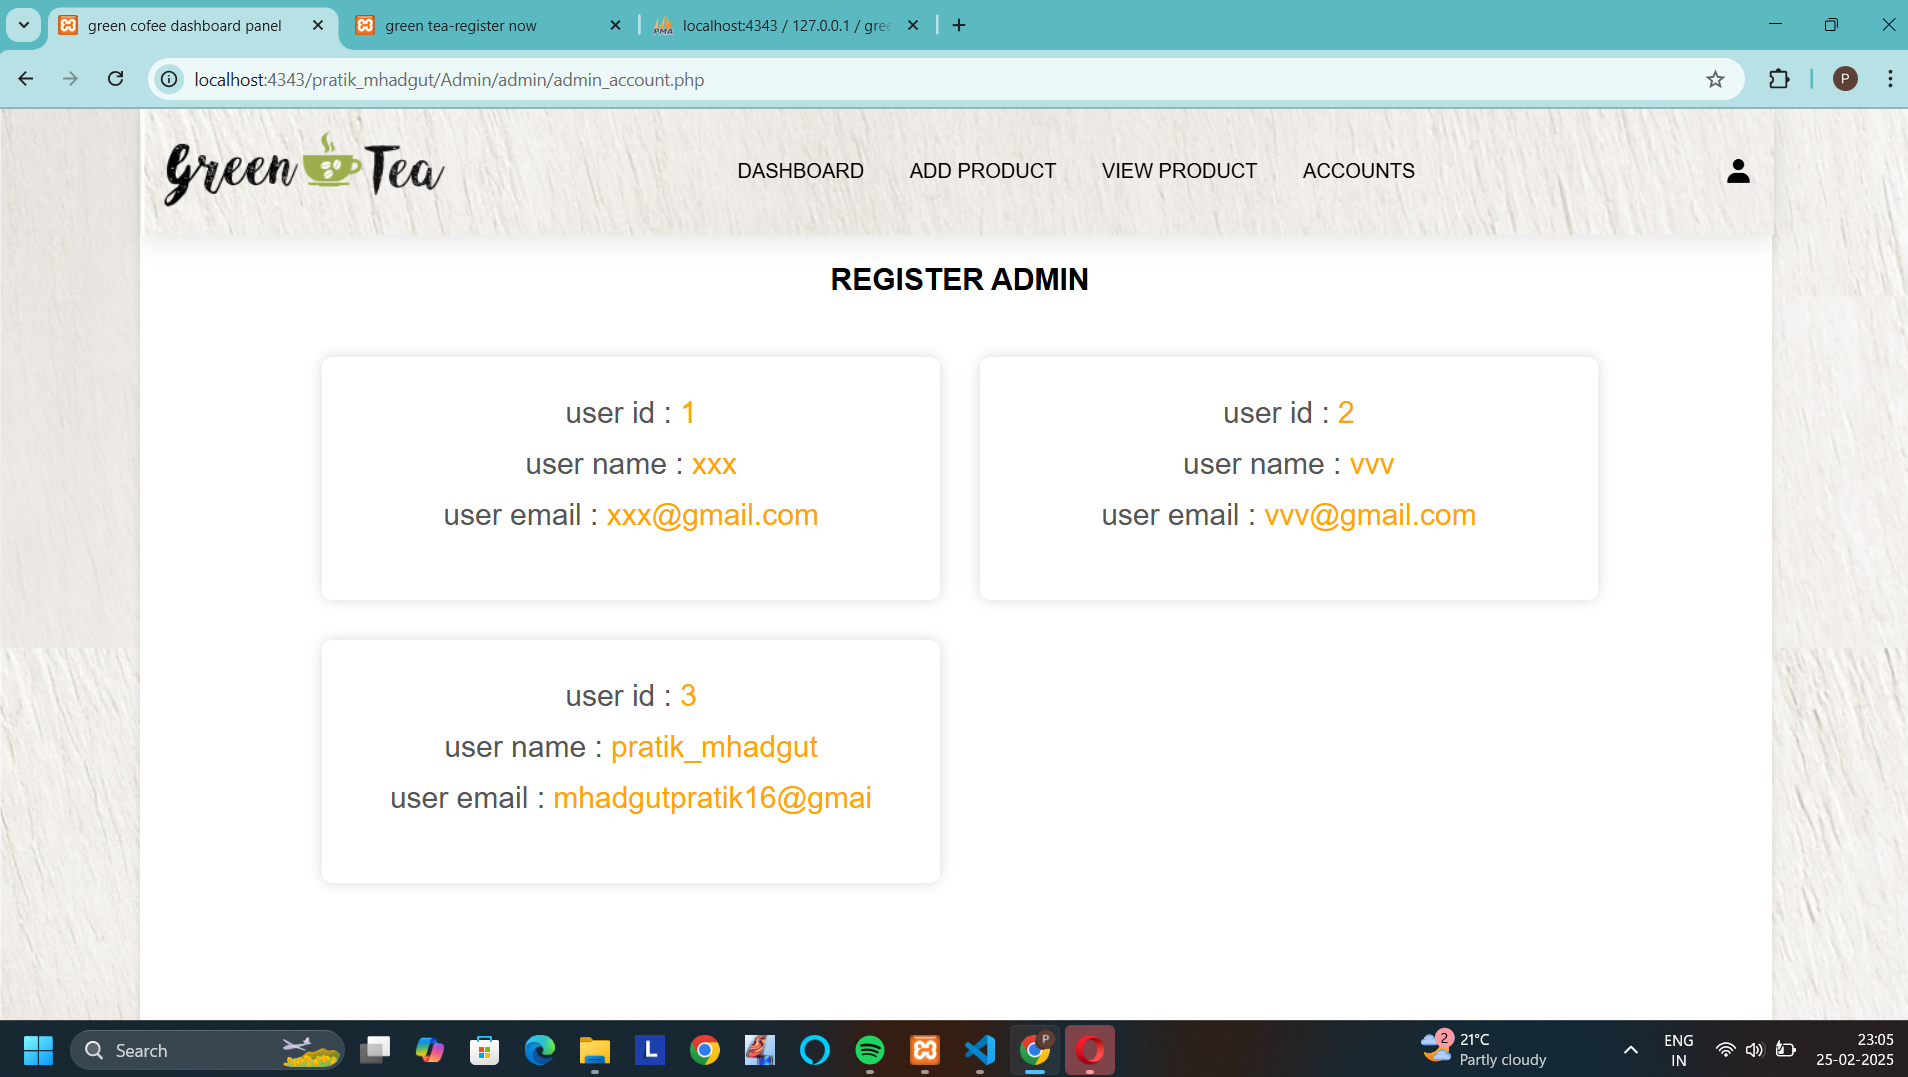 green cofee dashboard panel
green tea-register now
localhost:4343 / 127.0.0.1 / gree
localhost:4343/pratik_mhadgut/Admin/admin/admin_account.php
P
Green Tea
DASHBOARD
ADD PRODUCT
VIEW PRODUCT
ACCOUNTS
REGISTER ADMIN
user id : 1
user name : xxx
user email : xxx@gmail.com
user id : 2
user name : vvv
user email : vvv@gmail.com
user id : 3
user name : pratik_mhadgut
user email : mhadgutpratik16@gmai
Search
L
P
2
21°C
Partly cloudy
ENG
IN
23:05
25-02-2025